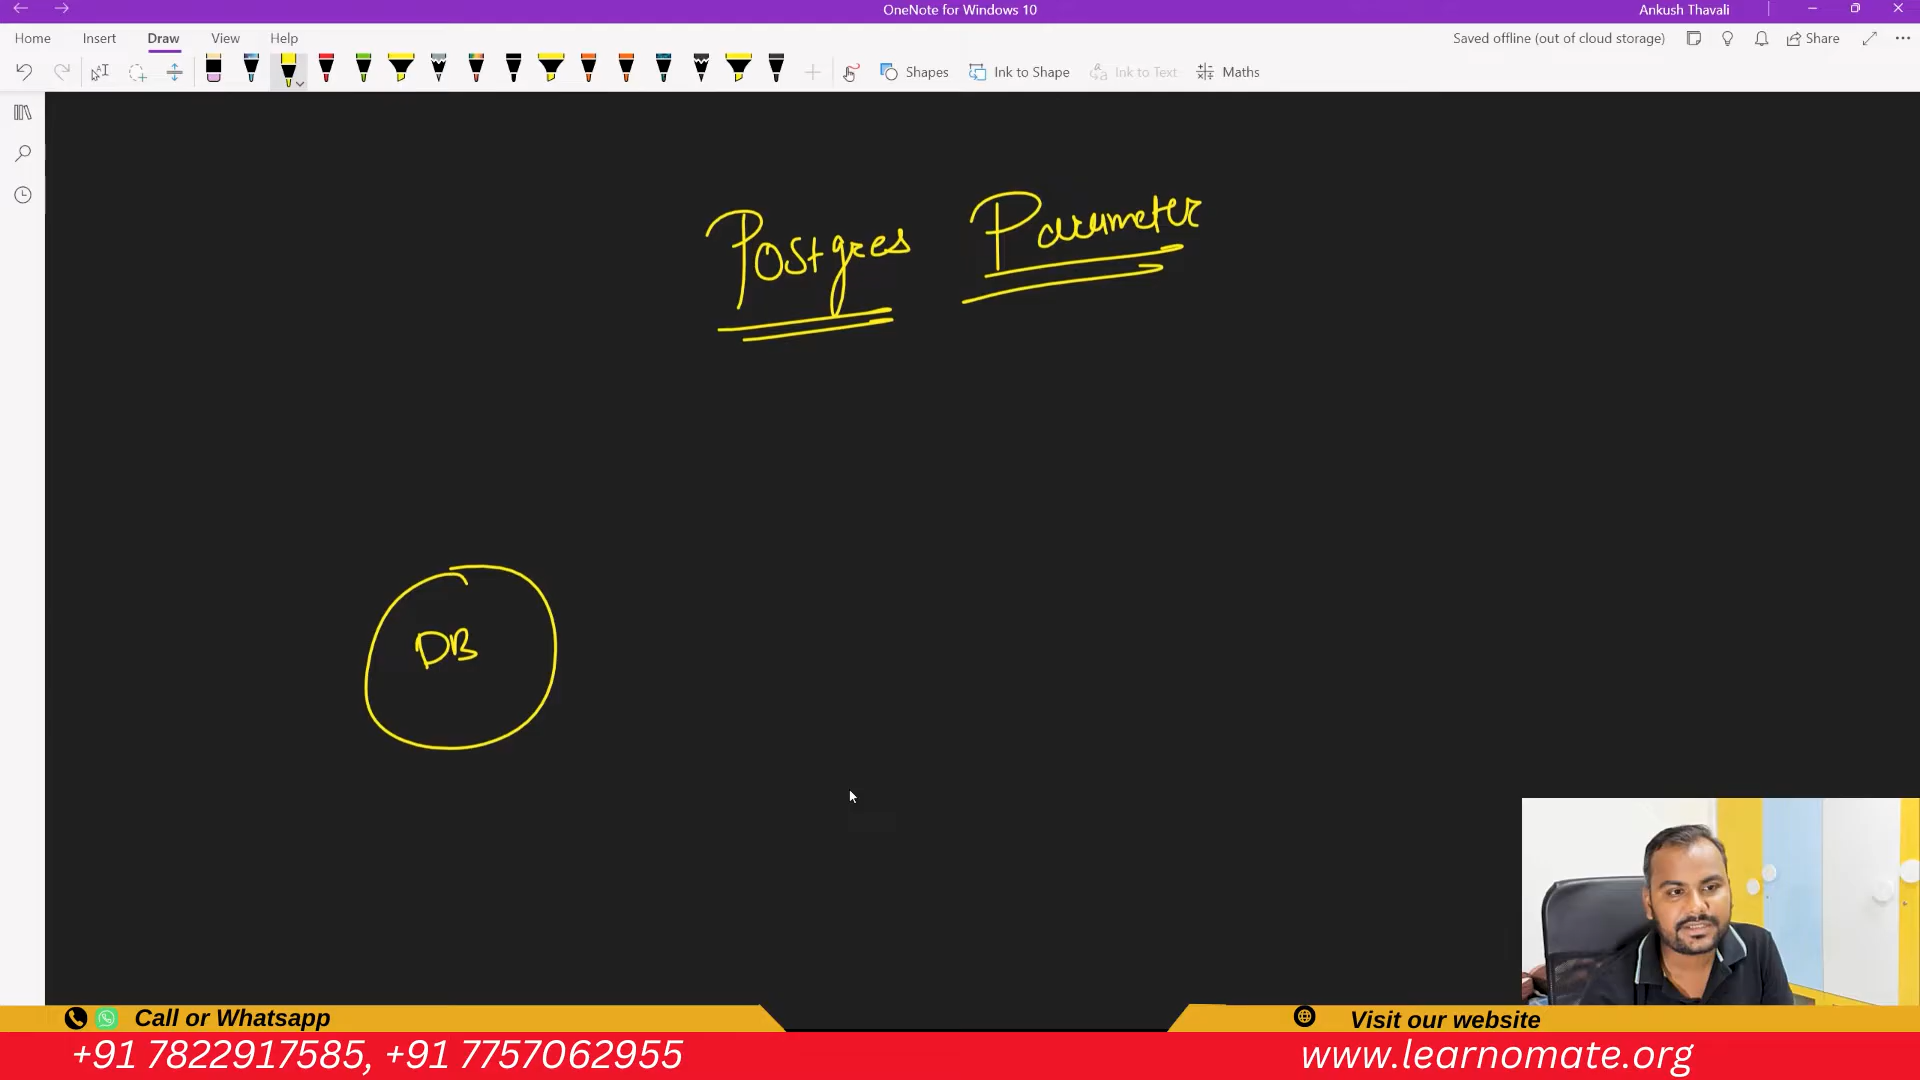 OneNote for Windows 10
Ankush Thavali
Home Insert Draw View Help
Saved offline (out of cloud storage)
Share
Shapes
Ink to Shape
Ink to Text
Maths
Postgres Parameter
DB
Call or Whatsapp
Visit our website
+91 7822917585, +91 7757062955
www.learnomate.org